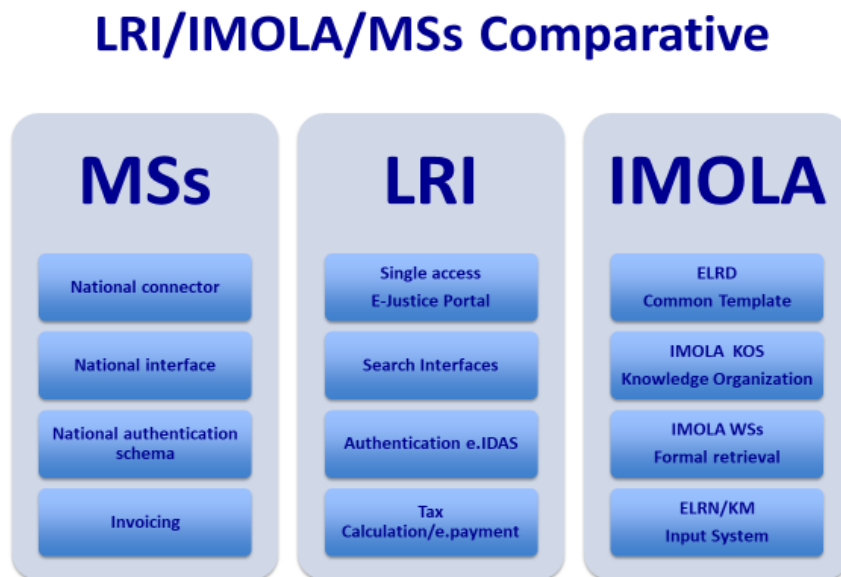 LRI/IMOLA/MSs Comparative
MSs
National connector
National interface
National authentication
schema
Invoicing
LRI
Single access
E-Justice Portal
Search Interfaces
Authentication e.IDAS
Tax
Calculation/e.payment
IMOLA
ELRD
Common Template
IMOLA KOS
Knowledge Organization
IMOLA WSs
Formal retrieval
ELRN/KM
Input System